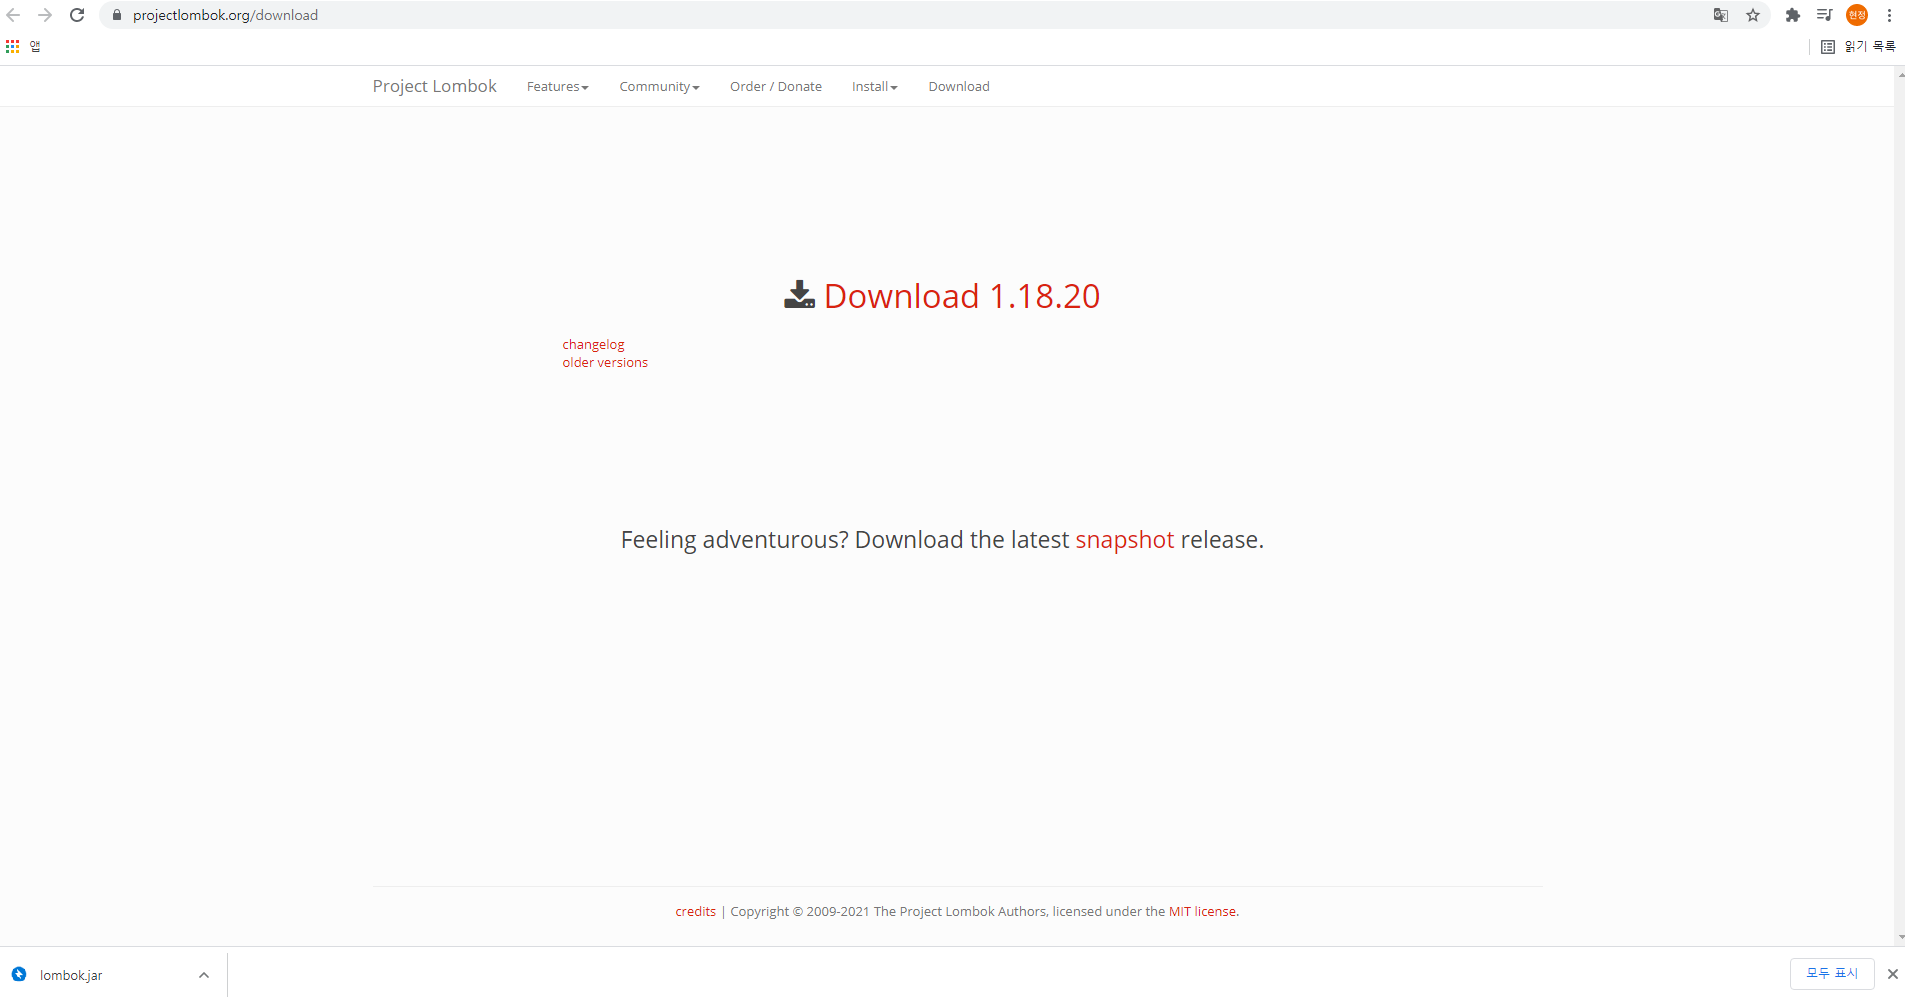 projectlombok.org/download
현정
앱
읽기 목록
Project Lombok Features Community Order / Donate Install Download
Download 1.18.20
changelog
older versions
Feeling adventurous? Download the latest snapshot release.
credits | Copyright © 2009-2021 The Project Lombok Authors, licensed under the MIT license.
lombok.jar
모두 표시